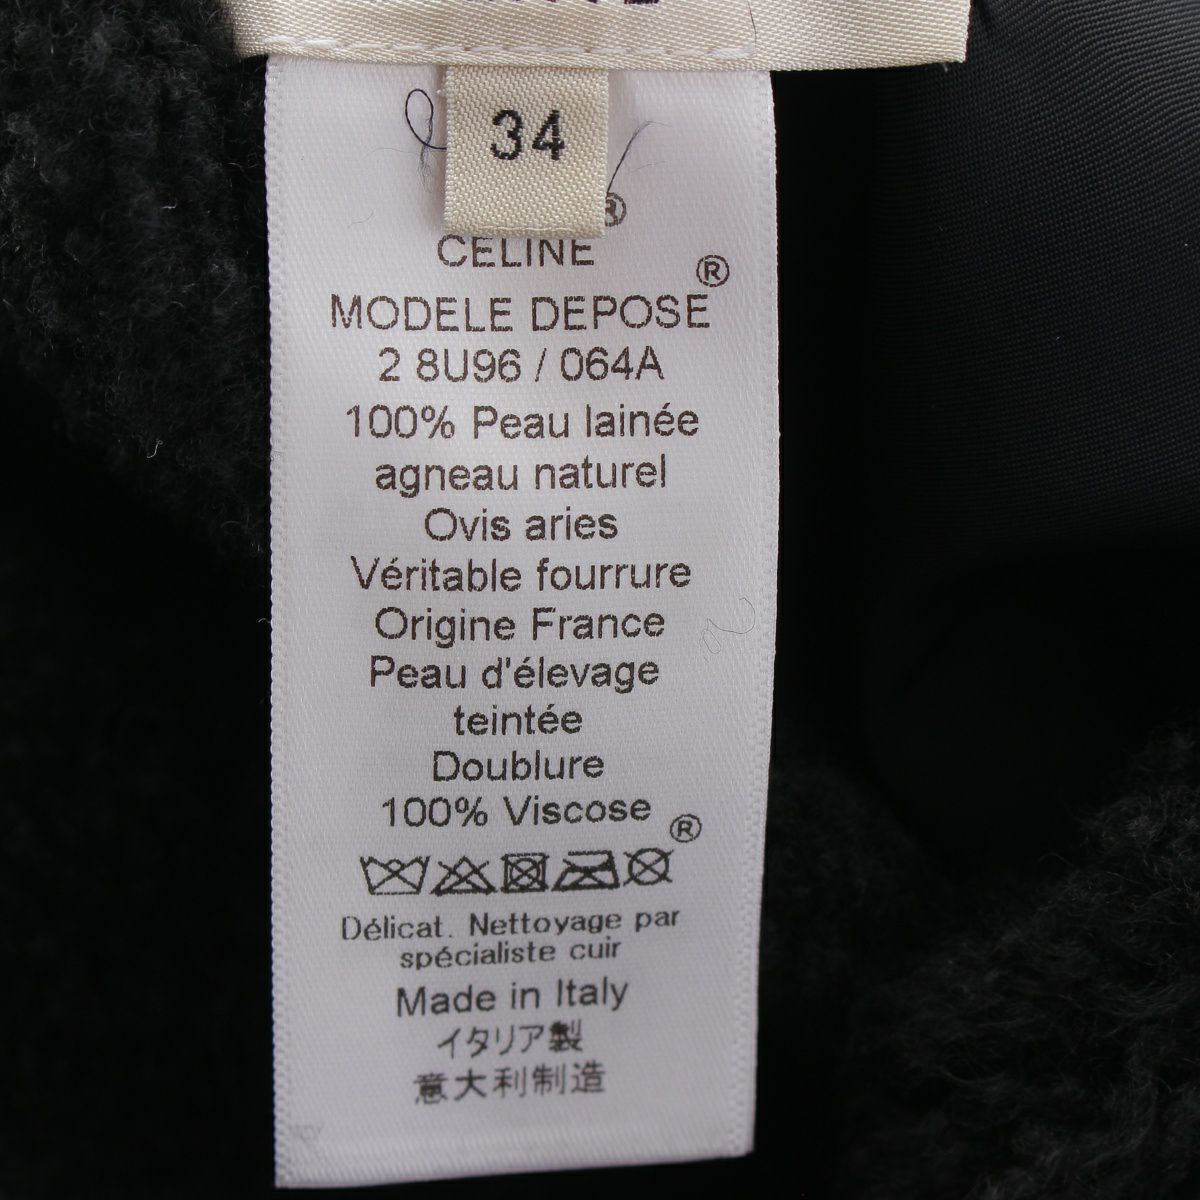 34
®
CELINE
MODELE DEPOSE ®
2 8U96 / 064A
100% Peau lainée
agneau naturel
Ovis aries
Véritable fourrure
Origine France
Peau d'élevage
teintée
Doublure
100% Viscose
®
Délicat. Nettoyage par
spécialiste cuir
Made in Italy
イタリア製
意大利制造